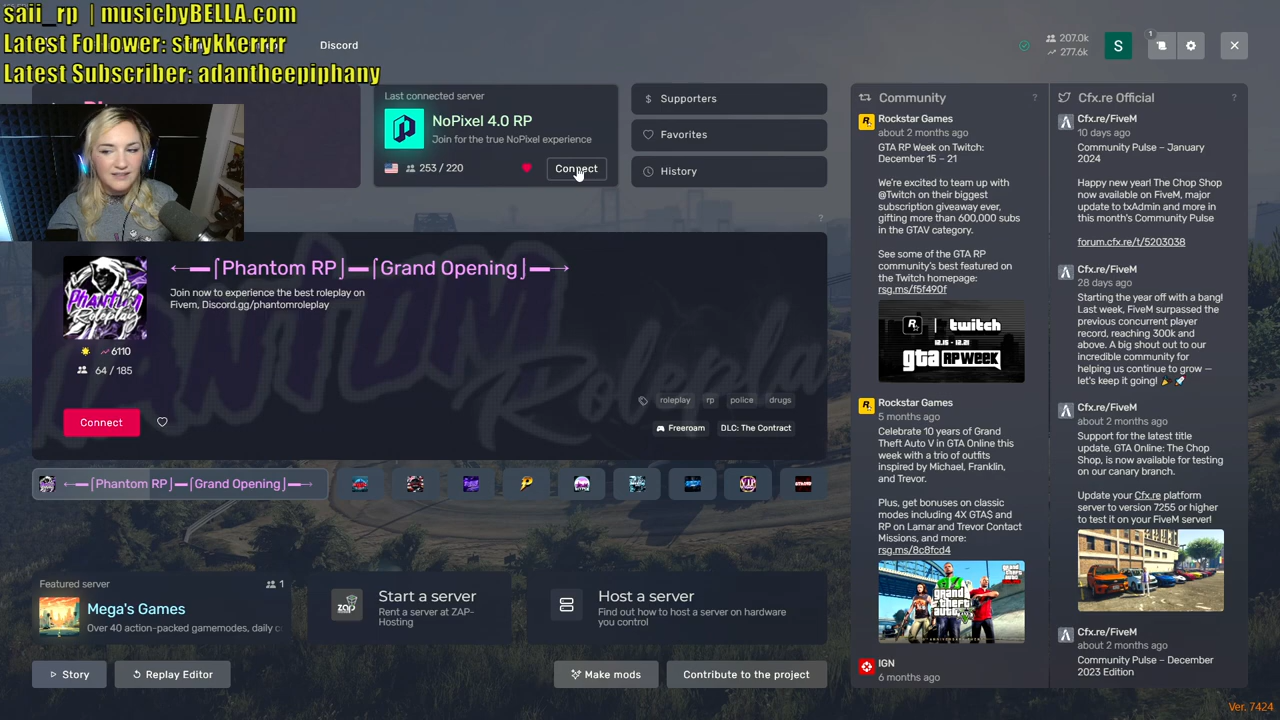 saii_rp | musicbyBELLA.com
Latest Follower: strykkerrr
Latest Subscriber: adantheepiphany
Discord
207.0k
277.6k
S
1
Last connected server
NoPixel 4.0 RP
Join for the true NoPixel experience
253 / 220
Connect
$ Supporters
Favorites
History
?
←▬⌠Phantom RP⌡▬⌠Grand Opening⌡▬→
Join now to experience the best roleplay on
Fivem, Discord.gg/phantomroleplay
Phantom
Roleplay
6110
64 / 185
Connect
roleplay rp police drugs
Freeroam
DLC: The Contract
←▬⌠Phantom RP⌡▬⌠Grand Opening⌡▬→
Featured server
1
Mega's Games
Over 40 action-packed gamemodes, daily c
ZAP
Start a server
Rent a server at ZAP-
Hosting
Host a server
Find out how to host a server on hardware
you control
Story
Replay Editor
Make mods
Contribute to the project
Community
?
Rockstar Games
about 2 months ago
GTA RP Week on Twitch:
December 15 – 21
We're excited to team up with
@Twitch on their biggest
subscription giveaway ever,
gifting more than 600,000 subs
in the GTAV category.
See some of the GTA RP
community's best featured on
the Twitch homepage:
rsg.ms/f5f490f
R | twitch
12.15 - 12.21
gta RP WEEK
Rockstar Games
5 months ago
Celebrate 10 years of Grand
Theft Auto V in GTA Online this
week with a trio of outfits
inspired by Michael, Franklin,
and Trevor.
Plus, get bonuses on classic
modes including 4X GTA$ and
RP on Lamar and Trevor Contact
Missions, and more:
rsg.ms/8c8fcd4
grand
theft
auto
IGN
6 months ago
Cfx.re Official
?
Cfx.re/FiveM
10 days ago
Community Pulse – January
2024
Happy new year! The Chop Shop
now available on FiveM, major
update to txAdmin and more in
this month's Community Pulse
forum.cfx.re/t/5203038
Cfx.re/FiveM
28 days ago
Starting the year off with a bang!
Last week, FiveM surpassed the
previous concurrent player
record, reaching 300k and
above. A big shout out to our
incredible community for
helping us continue to grow —
let's keep it going! 🎉 🚀
Cfx.re/FiveM
about 2 months ago
Support for the latest title
update, GTA Online: The Chop
Shop, is now available for testing
on our canary branch.
Update your Cfx.re platform
server to version 7255 or higher
to test it on your FiveM server!
Cfx.re/FiveM
about 2 months ago
Community Pulse – December
2023 Edition
Ver. 7424